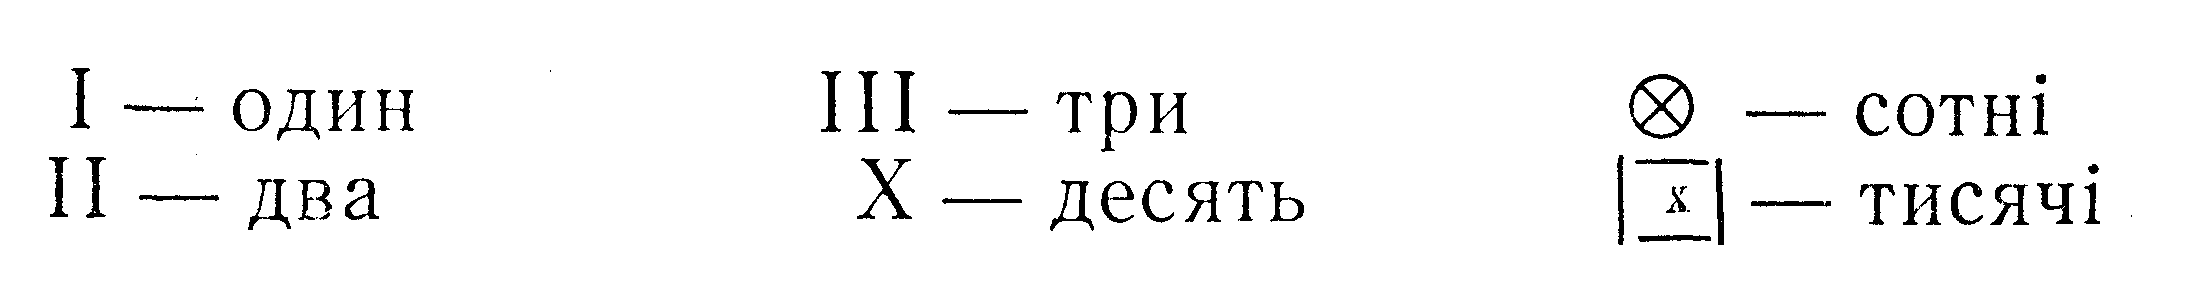 I — один III — три ⊗ — сотні
II — два X — десять |x| — тисячі